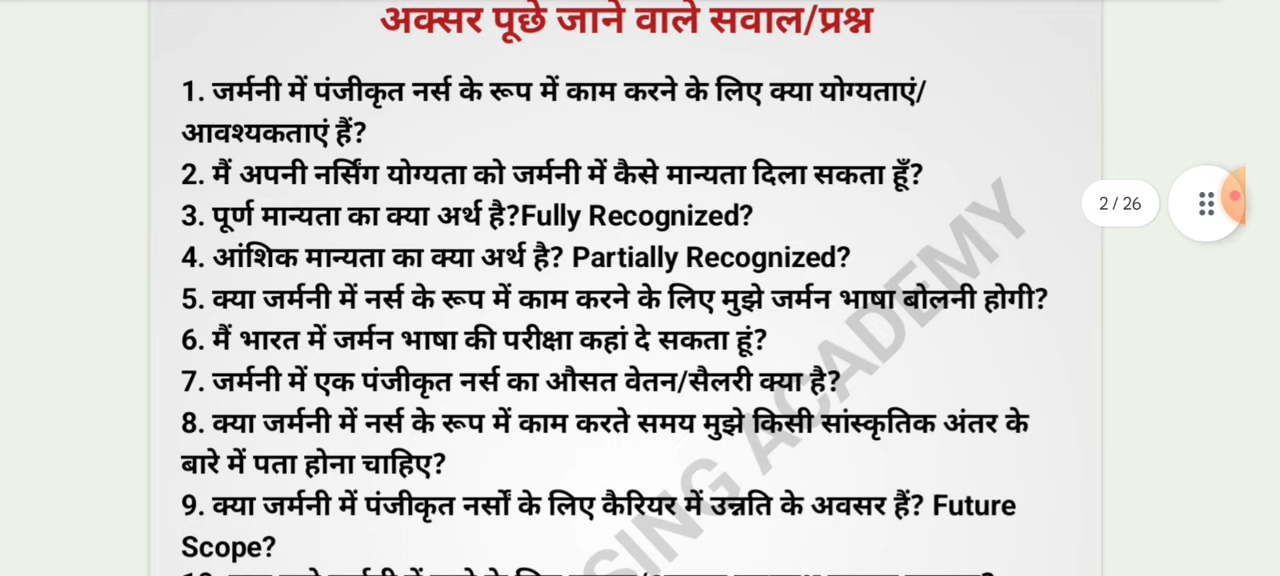 अक्सर पूछे जाने वाले सवाल/प्रश्न
1. जर्मनी में पंजीकृत नर्स के रूप में काम करने के लिए क्या योग्यताएं/
आवश्यकताएं हैं?
2. मैं अपनी नर्सिंग योग्यता को जर्मनी में कैसे मान्यता दिला सकता हूँ?
3. पूर्ण मान्यता का क्या अर्थ है?Fully Recognized?
4. आंशिक मान्यता का क्या अर्थ है? Partially Recognized?
5. क्या जर्मनी में नर्स के रूप में काम करने के लिए मुझे जर्मन भाषा बोलनी होगी?
6. मैं भारत में जर्मन भाषा की परीक्षा कहां दे सकता हूं?
7. जर्मनी में एक पंजीकृत नर्स का औसत वेतन/सैलरी क्या है?
8. क्या जर्मनी में नर्स के रूप में काम करते समय मुझे किसी सांस्कृतिक अंतर के
बारे में पता होना चाहिए?
9. क्या जर्मनी में पंजीकृत नर्सों के लिए कैरियर में उन्नति के अवसर हैं? Future
Scope?
2 / 26
SING ACADEMY